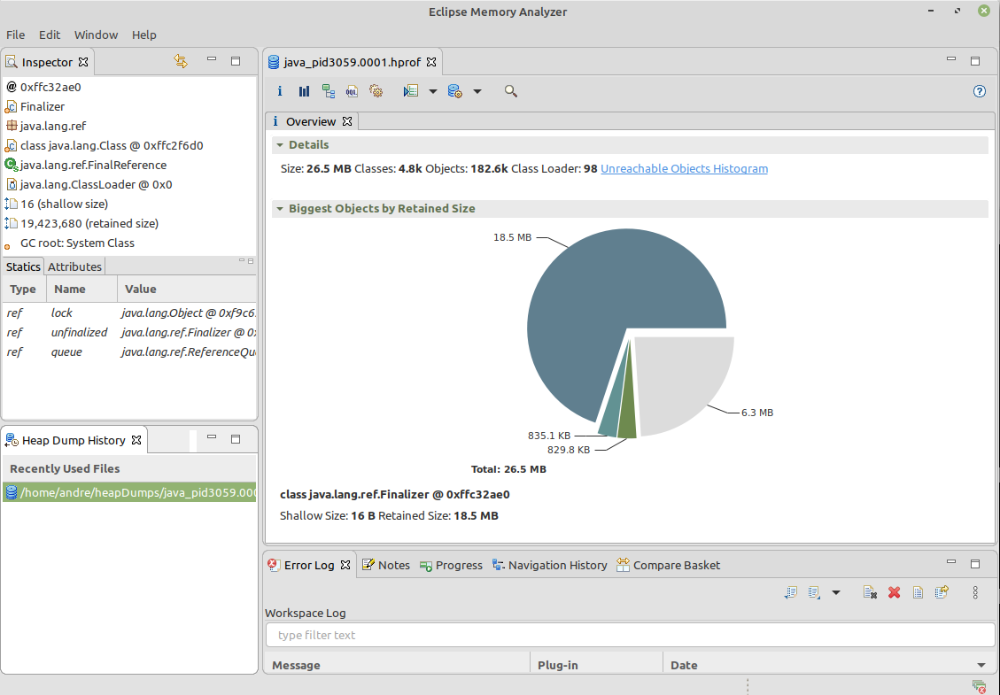 Eclipse Memory Analyzer
File Edit Window Help
Inspector
@ 0xffc32ae0
Finalizer
java.lang.ref
class java.lang.Class @ 0xffc2f6d0
java.lang.ref.FinalReference
java.lang.ClassLoader @ 0x0
16 (shallow size)
19,423,680 (retained size)
GC root: System Class
Statics Attributes
Type Name Value
ref lock java.lang.Object @ 0xf9c6
ref unfinalized java.lang.ref.Finalizer @ 0
ref queue java.lang.ref.ReferenceQu
Heap Dump History
Recently Used Files
/home/andre/heapDumps/java_pid3059.00
java_pid3059.0001.hprof
OQL
Overview
Details
Size: 26.5 MB Classes: 4.8k Objects: 182.6k Class Loader: 98 Unreachable Objects Histogram
Biggest Objects by Retained Size
18.5 MB
6.3 MB
835.1 KB
829.8 KB
Total: 26.5 MB
class java.lang.ref.Finalizer @ 0xffc32ae0
Shallow Size: 16 B Retained Size: 18.5 MB
Error Log Notes Progress Navigation History Compare Basket
Workspace Log
type filter text
Message Plug-in Date